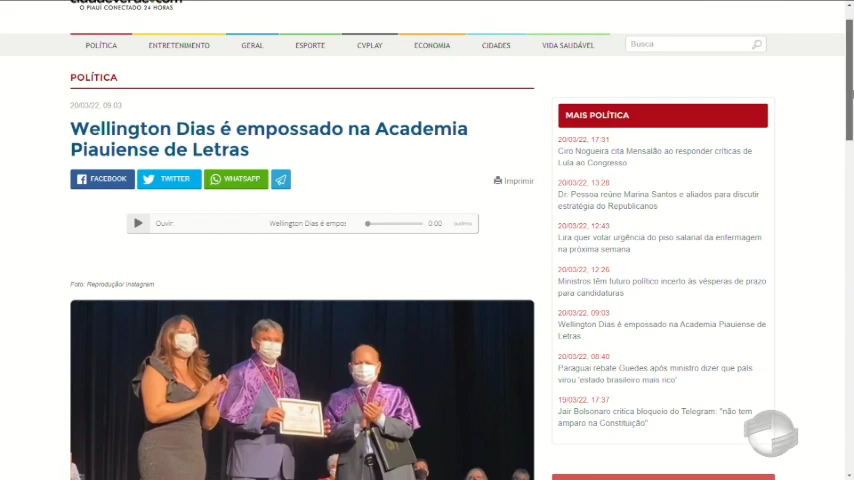 cidadeverde.com
O PIAUÍ CONECTADO 24 HORAS
POLÍTICA
ENTRETENIMENTO
GERAL
ESPORTE
CVPLAY
ECONOMIA
CIDADES
VIDA SAUDÁVEL
Busca
POLÍTICA
20/03/22, 09:03
Wellington Dias é empossado na Academia
Piauiense de Letras
FACEBOOK
TWITTER
WHATSAPP
Imprimir
Ouvir:
Wellington Dias é empos
0:00
Foto: Reprodução/ Instagram
MAIS POLÍTICA
20/03/22, 17:31
Ciro Nogueira cita Mensalão ao responder críticas de
Lula ao Congresso
20/03/22, 13:28
Dr. Pessoa reúne Marina Santos e aliados para discutir
estratégia do Republicanos
20/03/22, 12:43
Lira quer votar urgência do piso salarial da enfermagem
na próxima semana
20/03/22, 12:26
Ministros têm futuro político incerto às vésperas de prazo
para candidaturas
20/03/22, 09:03
Wellington Dias é empossado na Academia Piauiense de
Letras
20/03/22, 08:40
Paraguai rebate Guedes após ministro dizer que país
virou 'estado brasileiro mais rico'
19/03/22, 17:37
Jair Bolsonaro critica bloqueio do Telegram: "não tem
amparo na Constituição"